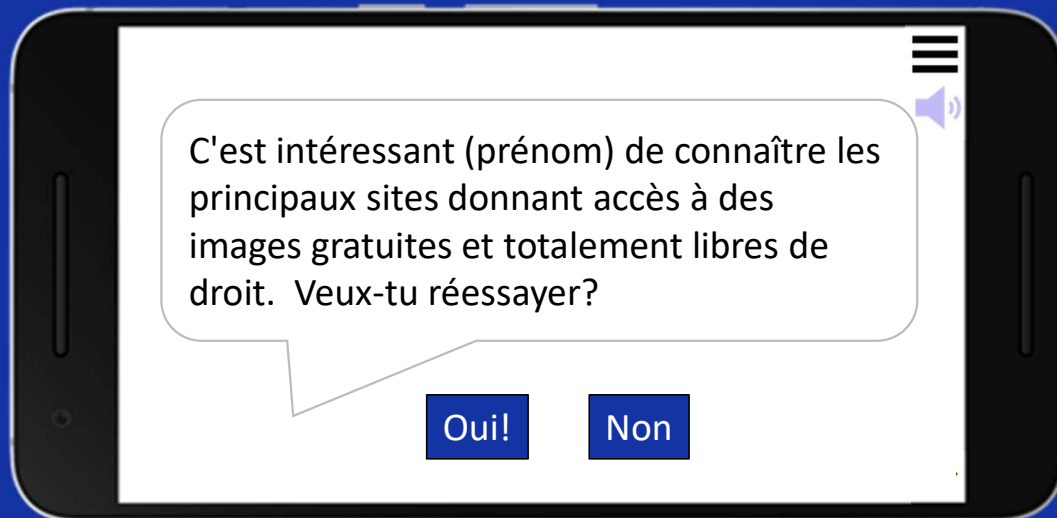 C'est intéressant (prénom) de connaître les
principaux sites donnant accès à des
images gratuites et totalement libres de
droit.  Veux-tu réessayer?
Oui!
Non